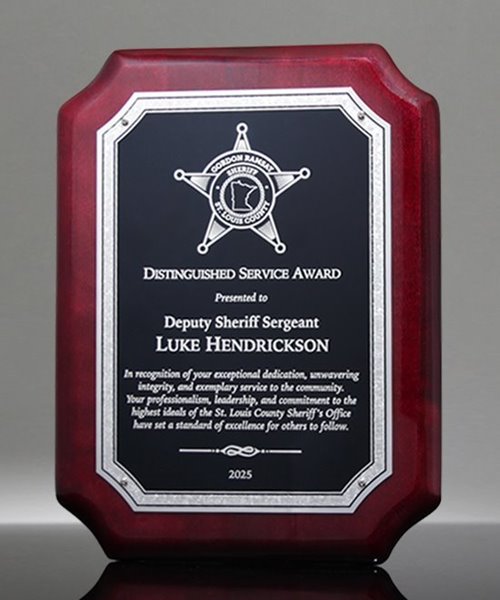 GORDON RAMSAY
SHERIFF
ST. LOUIS COUNTY
DISTINGUISHED SERVICE AWARD
Presented to
Deputy Sheriff Sergeant
LUKE HENDRICKSON
In recognition of your exceptional dedication, unwavering
integrity, and exemplary service to the community.
Your professionalism, leadership, and commitment to the
highest ideals of the St. Louis County Sheriff's Office
have set a standard of excellence for others to follow.
2025